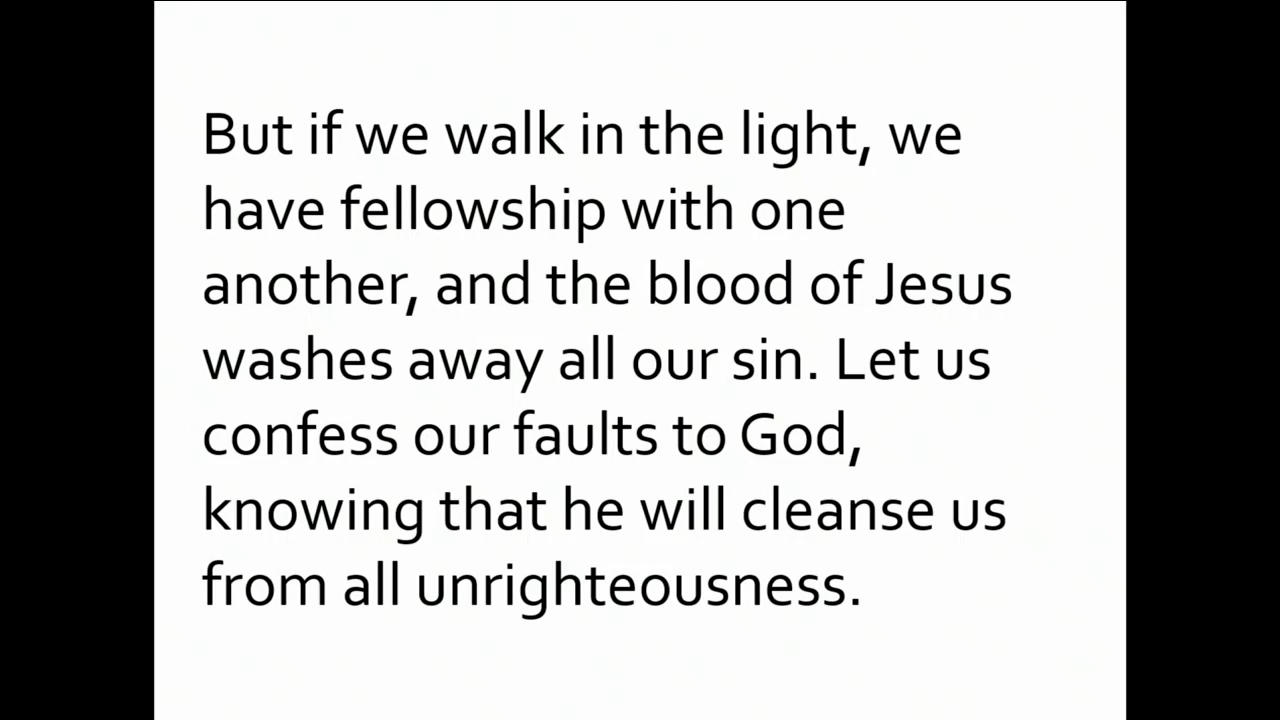 But if we walk in the light, we
have fellowship with one
another, and the blood of Jesus
washes away all our sin. Let us
confess our faults to God,
knowing that he will cleanse us
from all unrighteousness.